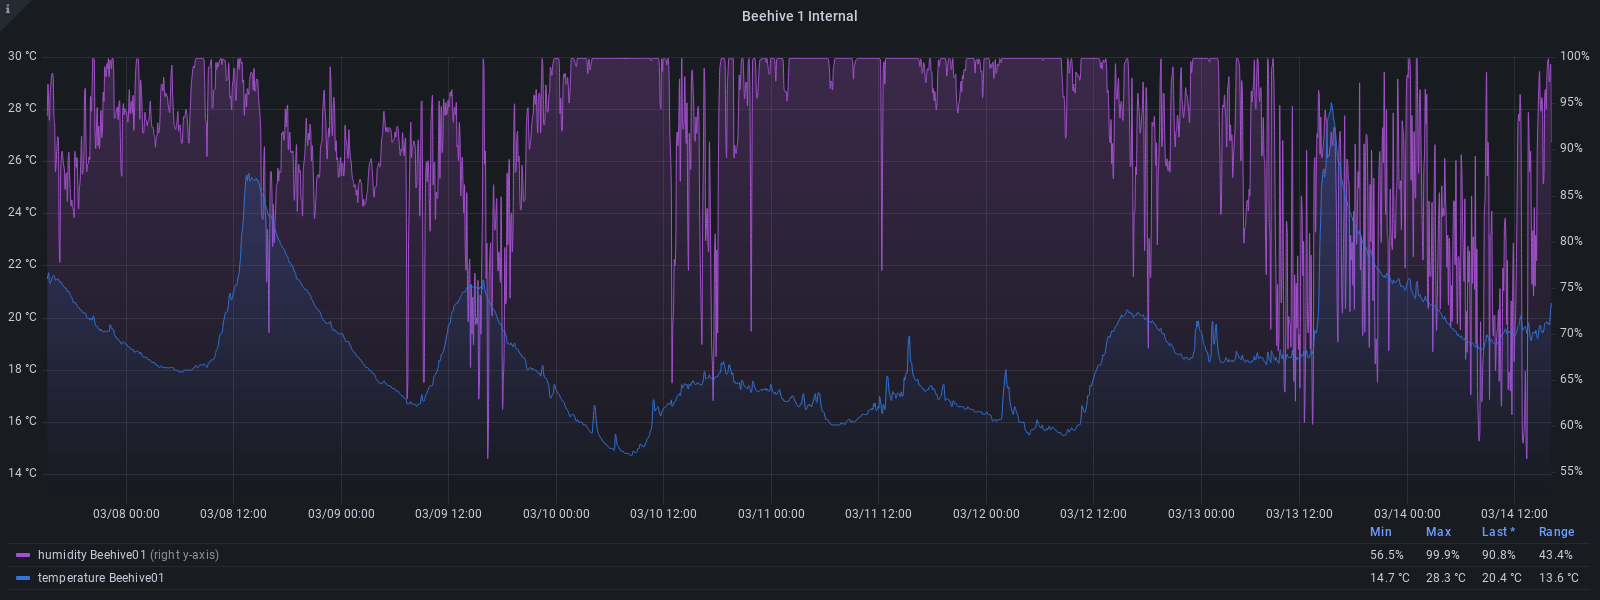 i
Beehive 1 Internal
30 °C 100%
28 °C 95%
26 °C 90%
24 °C 85%
22 °C 80%
20 °C 75%
18 °C 70%
16 °C 65%
14 °C 60%
55%
03/08 00:00 03/08 12:00 03/09 00:00 03/09 12:00 03/10 00:00 03/10 12:00 03/11 00:00 03/11 12:00 03/12 00:00 03/12 12:00 03/13 00:00 03/13 12:00 03/14 00:00 03/14 12:00
Min Max Last * Range
humidity Beehive01 (right y-axis) 56.5% 99.9% 90.8% 43.4%
temperature Beehive01 14.7 °C 28.3 °C 20.4 °C 13.6 °C